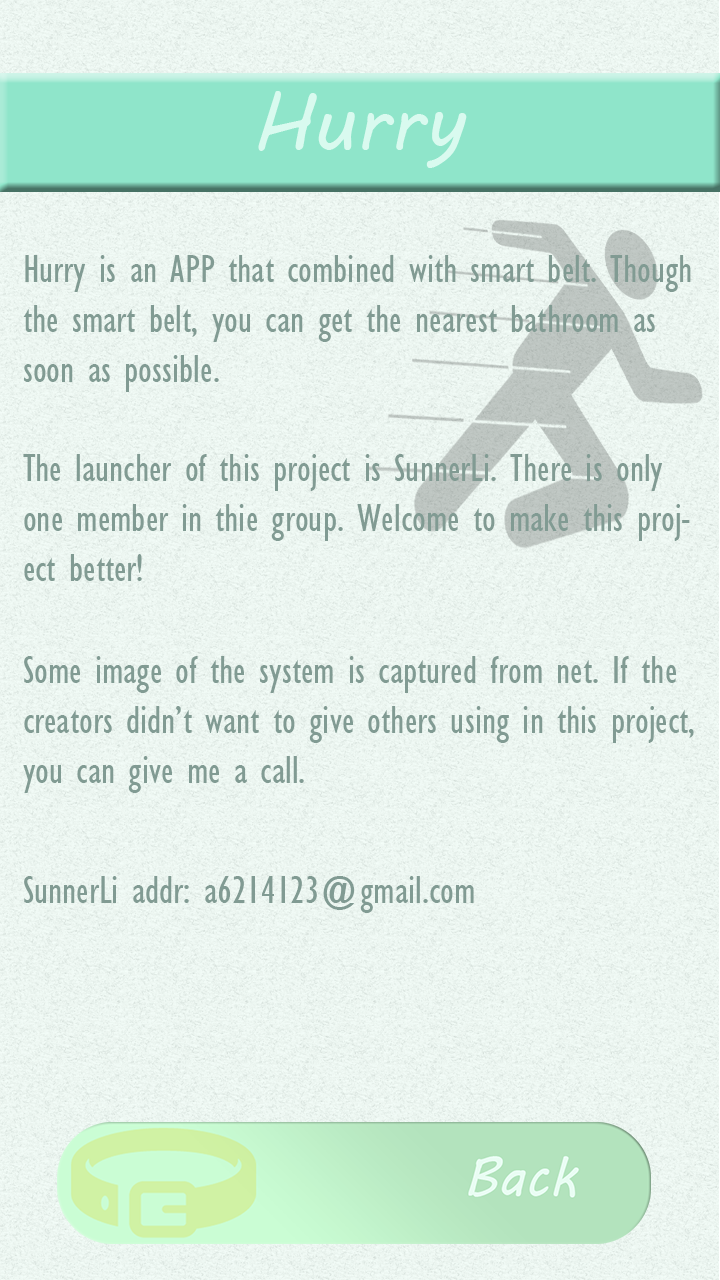 Hurry
Hurry is an APP that combined with smart belt. Though
the smart belt, you can get the nearest bathroom as
soon as possible.
The launcher of this project is SunnerLi. There is only
one member in thie group. Welcome to make this proj-
ect better!
Some image of the system is captured from net. If the
creators didn't want to give others using in this project,
you can give me a call.
SunnerLi addr: a6214123@gmail.com
Back